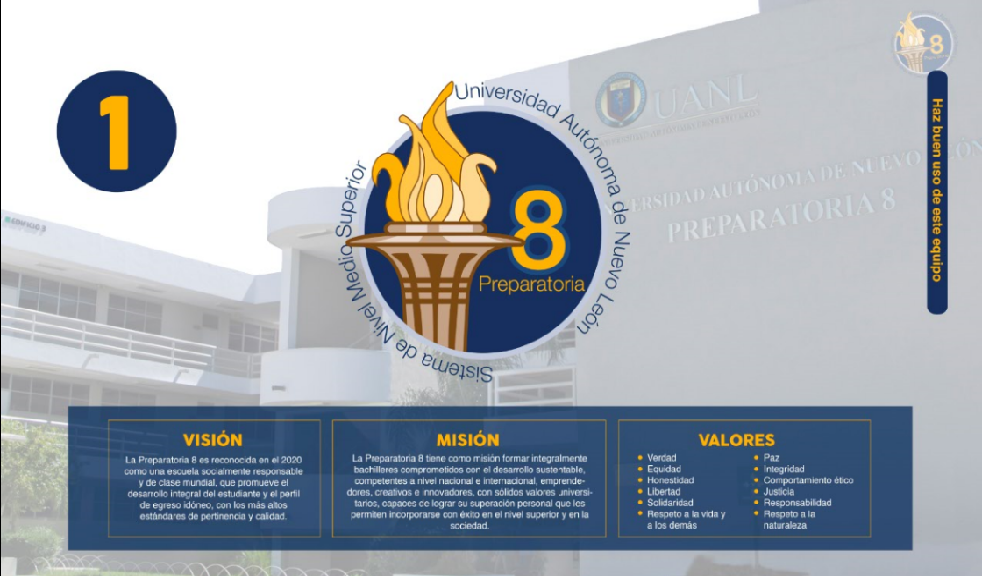 1
Universidad Autónoma de Nuevo León
Sistema de Nivel Medio Superior
8
Preparatoria
8
Haz buen uso de este equipo
UANL
UNIVERSIDAD AUTÓNOMA DE NUEVO LEÓN
PREPARATORIA 8
VISIÓN
La Preparatoria 8 es reconocida en el 2020
como una escuela socialmente responsable
y de clase mundial, que promueve el
desarrollo integral del estudiante y el perfil
de egreso idóneo, con los más altos
estándares de pertinencia y calidad.
MISIÓN
La Preparatoria 8 tiene como misión formar integralmente
bachilleres comprometidos con el desarrollo sustentable,
competentes a nivel nacional e internacional, emprende-
dores, creativos e innovadores, con sólidos valores universi-
tarios, capaces de lograr su superación personal que les
permiten incorporarse con éxito en el nivel superior y en la
sociedad.
VALORES
• Verdad
• Equidad
• Honestidad
• Libertad
• Solidaridad
• Respeto a la vida y
a los demás
• Paz
• Integridad
• Comportamiento ético
• Justicia
• Responsabilidad
• Respeto a la
naturaleza